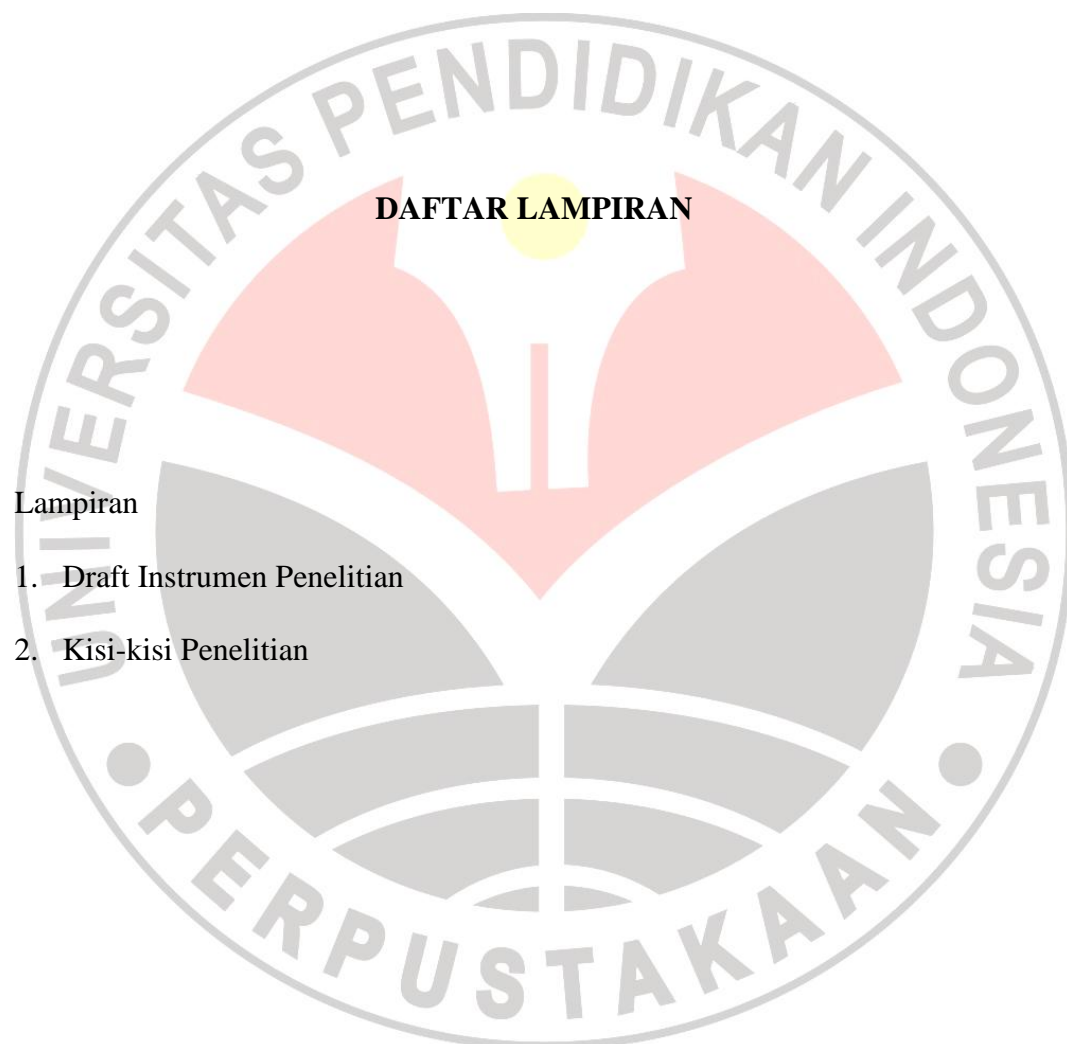 UNIVERSITAS PENDIDIKAN INDONESIA
DAFTAR LAMPIRAN
Lampiran
1. Draft Instrumen Penelitian
2. Kisi-kisi Penelitian
PERPUSTAKAAN